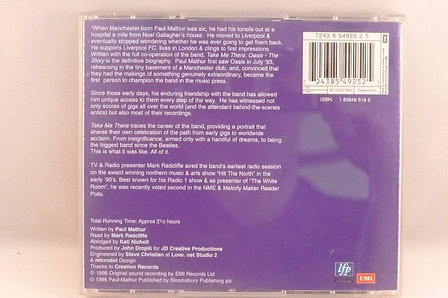 "When Manchester-born Paul Mathur was six, he had his tonsils out at
a hospital a mile from Noel Gallagher's house. He moved to Liverpool &
eventually stopped wondering whether he was ever going to get them back.
He supports Liverpool FC, lives in London & clings to first impressions.
Written with the full co-operation of the band, Take Me There: Oasis - The
Story is the definitive biography. Paul Mathur first saw Oasis in July '93,
rehearsing in the tiny basement of a Manchester club, and, convinced that
they had the makings of something genuinely extraordinary, became the
first person to champion the band in the music press.
Since those early days, his enduring friendship with the band has allowed
him unique access to them every step of the way. He has witnessed not
only scores of gigs all over the world (and the attendant behind-the-scenes
antics) but also most of their recordings.
Take Me There traces the career of the band, providing a portrait that
shares their own celebration of the path from early gigs to worldwide
acclaim. From insignificance, armed only with a handful of dreams, to being
the biggest band since the Beatles.
This is what it was like. All of it.
TV & Radio presenter Mark Radcliffe aired the band's earliest radio session
on the award winning northern music & arts show "Hit The North" in the
early '90's. Best known for his Radio 1 show & as presenter of "The White
Room", he was recently voted second in the NME & Melody Maker Reader
Polls.
Total Running Time: Approx 2½ hours
Written by Paul Mathur
Read by Mark Radcliffe
Abridged by Kati Nicholl
Produced by John Dropik for JD Creative Productions
Engineered by Steve Christian at Love. net Studio 2
A microdot Design
Thanks to Creation Records
℗ 1996 Original sound recording by EMI Records Ltd
© 1996 Paul Mathur Published by Bloomsbury Publishing plc
7243 8 54925 2 5
24385 49252
ISBN: 1 85848 518 5
lfp
EMI